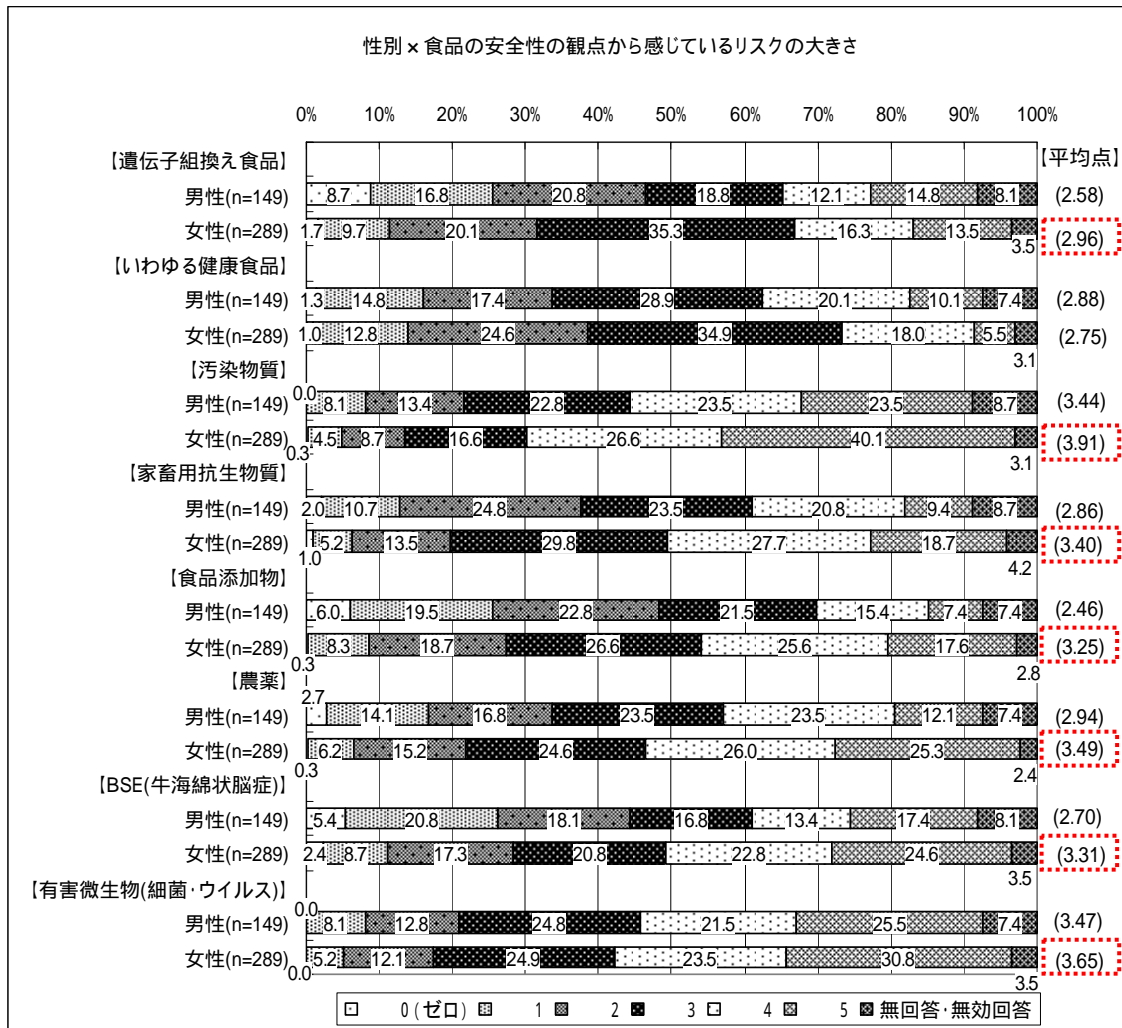 性別×食品の安全性の観点から感じているリスクの大きさ
0% 10% 20% 30% 40% 50% 60% 70% 80% 90% 100%
【遺伝子組換え食品】 【平均点】
男性(n=149) 8.7 16.8 20.8 18.8 12.1 14.8 8.1 (2.58)
女性(n=289) 1.7 9.7 20.1 35.3 16.3 13.5 3.5 (2.96)
【いわゆる健康食品】
男性(n=149) 1.3 14.8 17.4 28.9 20.1 10.1 7.4 (2.88)
女性(n=289) 1.0 12.8 24.6 34.9 18.0 5.5 3.1 (2.75)
【汚染物質】
男性(n=149) 0.0 8.1 13.4 22.8 23.5 23.5 8.7 (3.44)
女性(n=289) 0.3 4.5 8.7 16.6 26.6 40.1 3.1 (3.91)
【家畜用抗生物質】
男性(n=149) 2.0 10.7 24.8 23.5 20.8 9.4 8.7 (2.86)
女性(n=289) 1.0 5.2 13.5 29.8 27.7 18.7 4.2 (3.40)
【食品添加物】
男性(n=149) 6.0 19.5 22.8 21.5 15.4 7.4 7.4 (2.46)
女性(n=289) 0.3 8.3 18.7 26.6 25.6 17.6 2.8 (3.25)
【農薬】
男性(n=149) 2.7 14.1 16.8 23.5 23.5 12.1 7.4 (2.94)
女性(n=289) 0.3 6.2 15.2 24.6 26.0 25.3 2.4 (3.49)
【BSE(牛海綿状脳症)】
男性(n=149) 5.4 20.8 18.1 16.8 13.4 17.4 8.1 (2.70)
女性(n=289) 2.4 8.7 17.3 20.8 22.8 24.6 3.5 (3.31)
【有害微生物(細菌・ウイルス)】
男性(n=149) 0.0 8.1 12.8 24.8 21.5 25.5 7.4 (3.47)
女性(n=289) 0.0 5.2 12.1 24.9 23.5 30.8 3.5 (3.65)
0(ゼロ) 1 2 3 4 5 無回答・無効回答